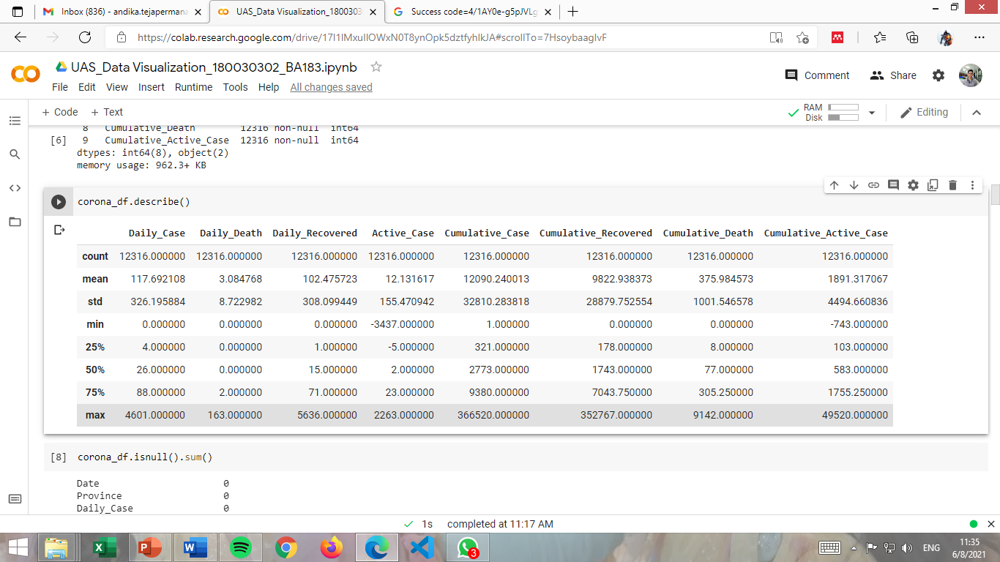 Inbox (836) - andika.tejapermana
UAS_Data Visualization_1800303
Success code=4/1AY0e-g5pJVLg
https://colab.research.google.com/drive/17I1IMxuIIOWxN0T8ynOpk5dztfyhIkJA#scrollTo=7HsoybaagIvF
UAS_Data Visualization_180030302_BA183.ipynb
Comment Share
File Edit View Insert Runtime Tools Help All changes saved
+ Code + Text
RAM
Disk
Editing
8 Cumulative_Death 12316 non-null int64
[6] 9 Cumulative_Active_Case 12316 non-null int64
dtypes: int64(8), object(2)
memory usage: 962.3+ KB
corona_df.describe()
Daily_Case Daily_Death Daily_Recovered Active_Case Cumulative_Case Cumulative_Recovered Cumulative_Death Cumulative_Active_Case
count 12316.000000 12316.000000 12316.000000 12316.000000 12316.000000 12316.000000 12316.000000 12316.000000
mean 117.692108 3.084768 102.475723 12.131617 12090.240013 9822.938373 375.984573 1891.317067
std 326.195884 8.722982 308.099449 155.470942 32810.283818 28879.752554 1001.546578 4494.660836
min 0.000000 0.000000 0.000000 -3437.000000 1.000000 0.000000 0.000000 -743.000000
25% 4.000000 0.000000 1.000000 -5.000000 321.000000 178.000000 8.000000 103.000000
50% 26.000000 0.000000 15.000000 2.000000 2773.000000 1743.000000 77.000000 583.000000
75% 88.000000 2.000000 71.000000 23.000000 9380.000000 7043.750000 305.250000 1755.250000
max 4601.000000 163.000000 5636.000000 2263.000000 366520.000000 352767.000000 9142.000000 49520.000000
[8] corona_df.isnull().sum()
Date 0
Province 0
Daily_Case 0
1s completed at 11:17 AM
3
ENG
11:35
6/8/2021